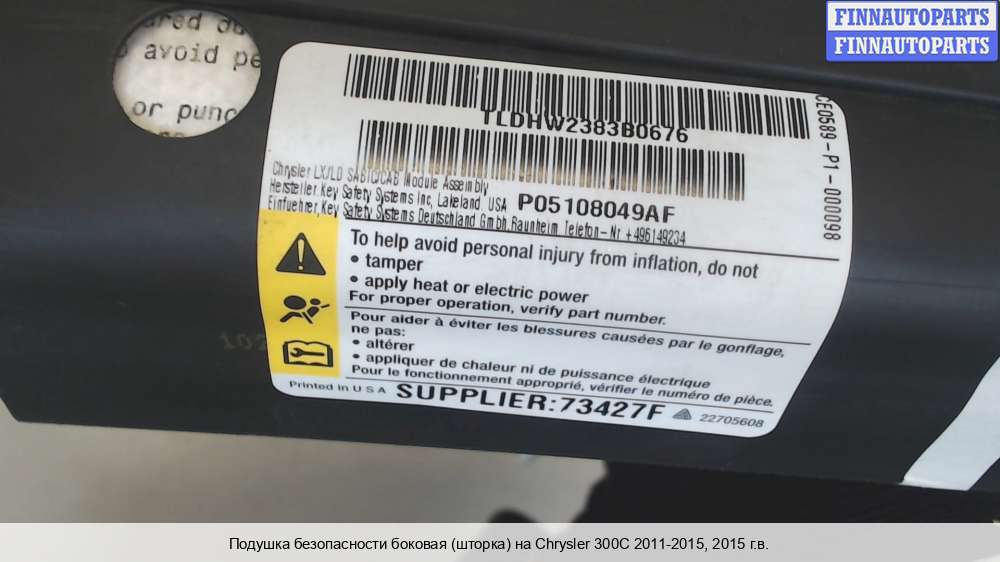 FINNAUTOPARTS
FINNAUTOPARTS
ured
avoid pe
or punc
TLDHW2383B0676
CE0589-P1-000098
Chrysler LX/LD SABIC/CAB Module Assembly
Hersteller,Key Safety Systems Inc, Lakeland, USA
P05108049AF
Einfuehrer,Key Safety Systems Deutschland Gmbh,Raunheim Telefon-Nr +496149234
To help avoid personal injury from inflation, do not
• tamper
• apply heat or electric power
For proper operation, verify part number.
Pour aider à éviter les blessures causées par le gonflage,
ne pas:
• altérer
• appliquer de chaleur ni de puissance électrique
Pour le fonctionnement approprié, vérifier le numéro de pièce.
Printed in U S A SUPPLIER:73427F 22705608
Подушка безопасности боковая (шторка) на Chrysler 300C 2011-2015, 2015 г.в.